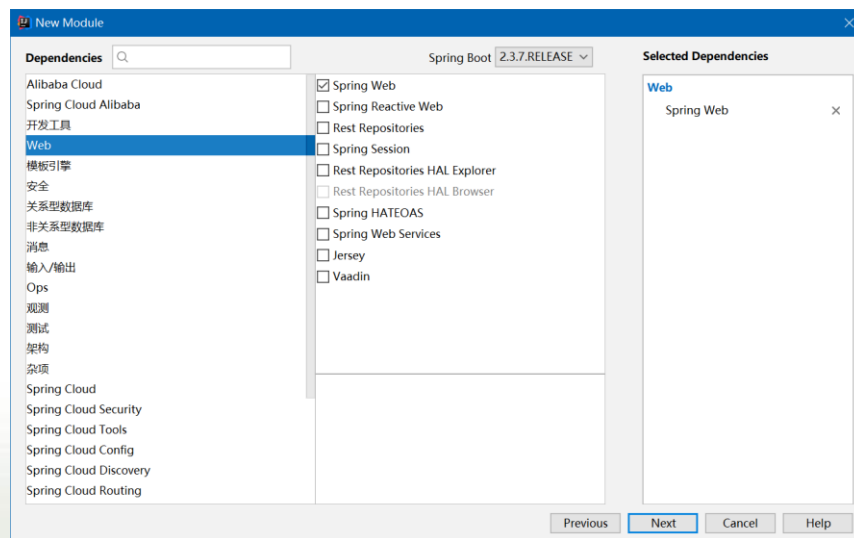 New Module
Dependencies
Spring Boot 2.3.7.RELEASE
Selected Dependencies
Alibaba Cloud
Spring Cloud Alibaba
开发工具
Web
模板引擎
安全
关系型数据库
非关系型数据库
消息
输入/输出
Ops
观测
测试
架构
杂项
Spring Cloud
Spring Cloud Security
Spring Cloud Tools
Spring Cloud Config
Spring Cloud Discovery
Spring Cloud Routing
Spring Web
Spring Reactive Web
Rest Repositories
Spring Session
Rest Repositories HAL Explorer
Rest Repositories HAL Browser
Spring HATEOAS
Spring Web Services
Jersey
Vaadin
Web
Spring Web
Previous
Next
Cancel
Help